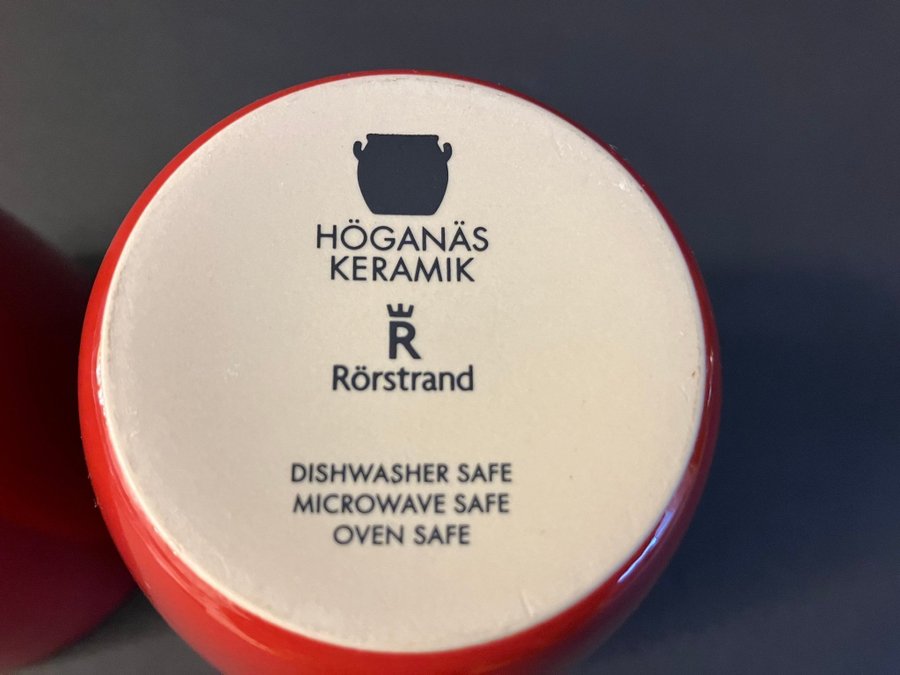 HÖGANÄS
KERAMIK
R
Rörstrand
DISHWASHER SAFE
MICROWAVE SAFE
OVEN SAFE